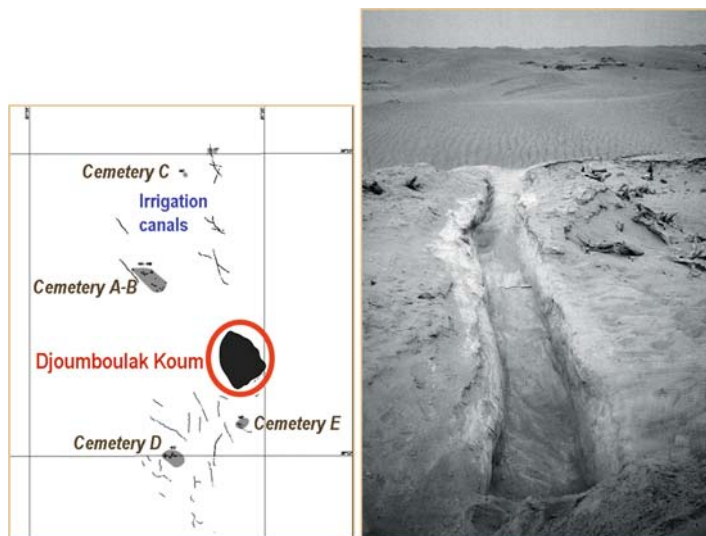 Cemetery C
Irrigation
canals
Cemetery A-B
Djoumboulak Koum
Cemetery E
Cemetery D